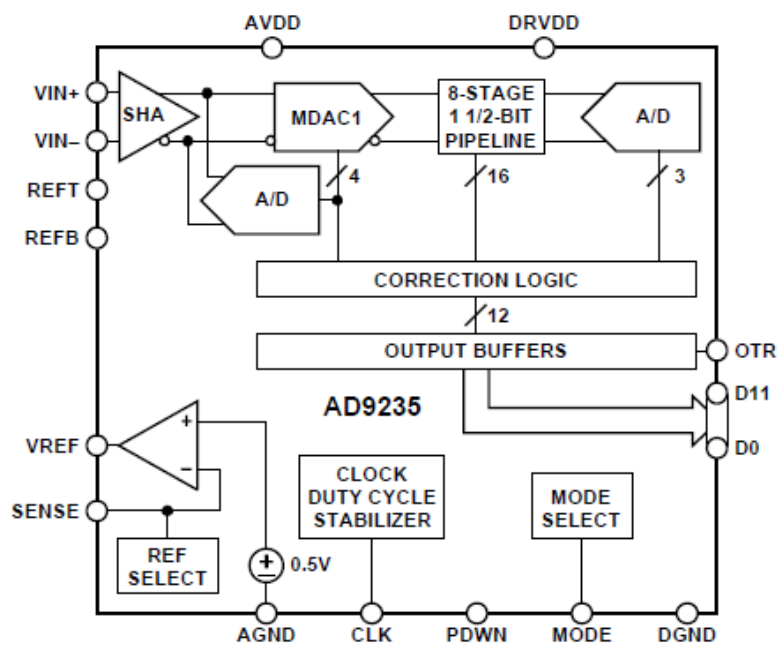 AVDD
DRVDD
VIN+
SHA
MDAC1
8-STAGE
1 1/2-BIT
PIPELINE
A/D
VIN–
4
16
3
REFT
A/D
REFB
CORRECTION LOGIC
12
OUTPUT BUFFERS
OTR
AD9235
D11
VREF
+
–
D0
CLOCK
DUTY CYCLE
STABILIZER
MODE
SELECT
SENSE
REF
SELECT
0.5V
AGND
CLK
PDWN
MODE
DGND